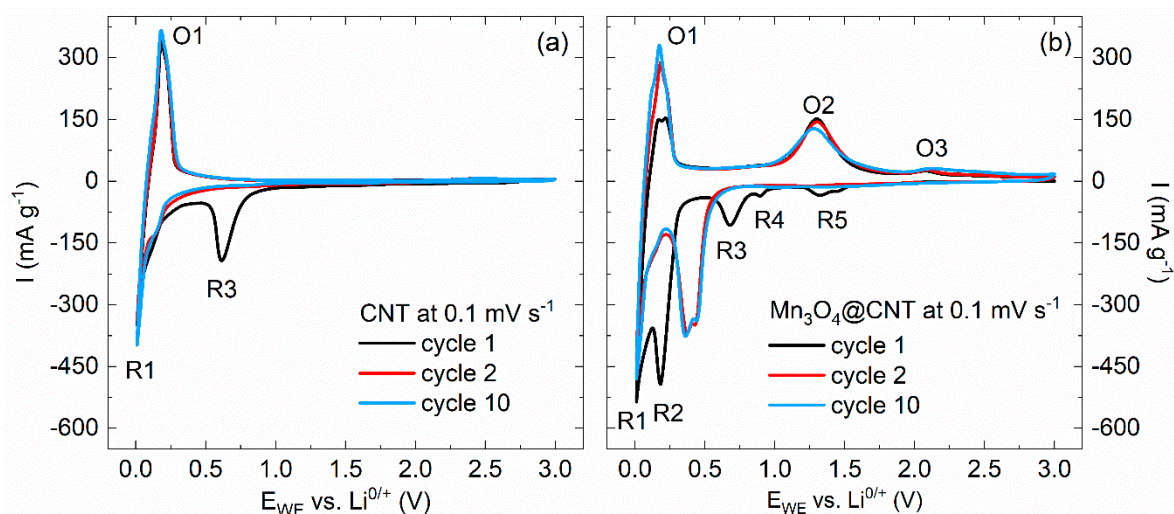 O1
(a)
300
150
0
-150
-300
-450
-600
I (mA g⁻¹)
R3
R1
CNT at 0.1 mV s⁻¹
cycle 1
cycle 2
cycle 10
0.0 0.5 1.0 1.5 2.0 2.5 3.0
E_WE vs. Li⁰ᐟ⁺ (V)
O1
(b)
O2
O3
R4
R5
R3
R1
R2
Mn₃O₄@CNT at 0.1 mV s⁻¹
cycle 1
cycle 2
cycle 10
300
150
0
-150
-300
-450
-600
I (mA g⁻¹)
0.0 0.5 1.0 1.5 2.0 2.5 3.0
E_WE vs. Li⁰ᐟ⁺ (V)